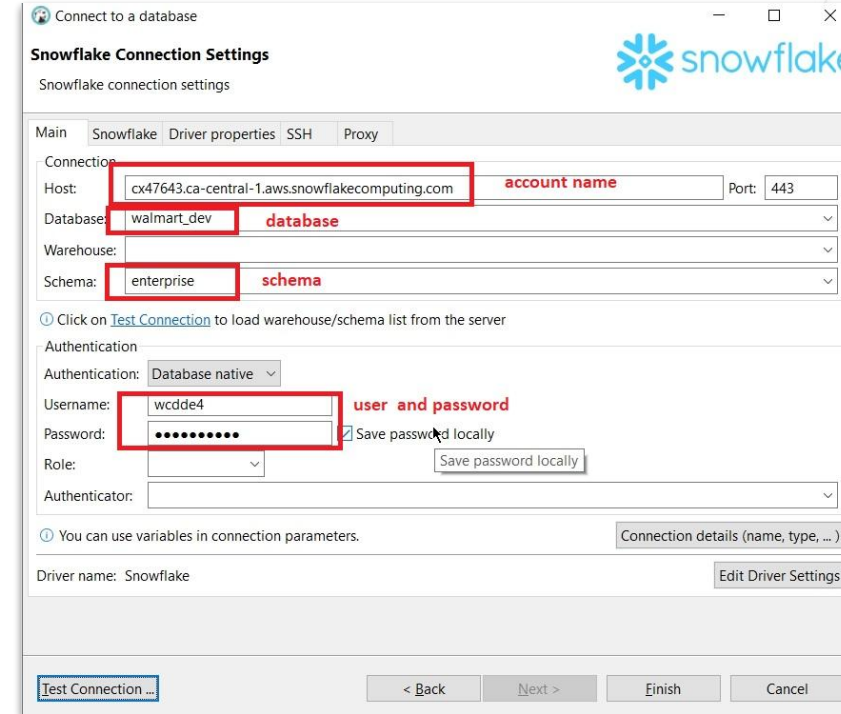 Connect to a database
Snowflake Connection Settings
Snowflake connection settings
snowflake
Main Snowflake Driver properties SSH Proxy
Connection
Host: cx47643.ca-central-1.aws.snowflakecomputing.com account name Port: 443
Database: walmart_dev database
Warehouse:
Schema: enterprise schema
Click on Test Connection to load warehouse/schema list from the server
Authentication
Authentication: Database native
Username: wcdde4 user and password
Password: ●●●●●●●●●● Save password locally
Save password locally
Role:
Authenticator:
You can use variables in connection parameters.
Connection details (name, type, ... )
Driver name: Snowflake
Edit Driver Settings
Test Connection ...
< Back
Next >
Finish
Cancel